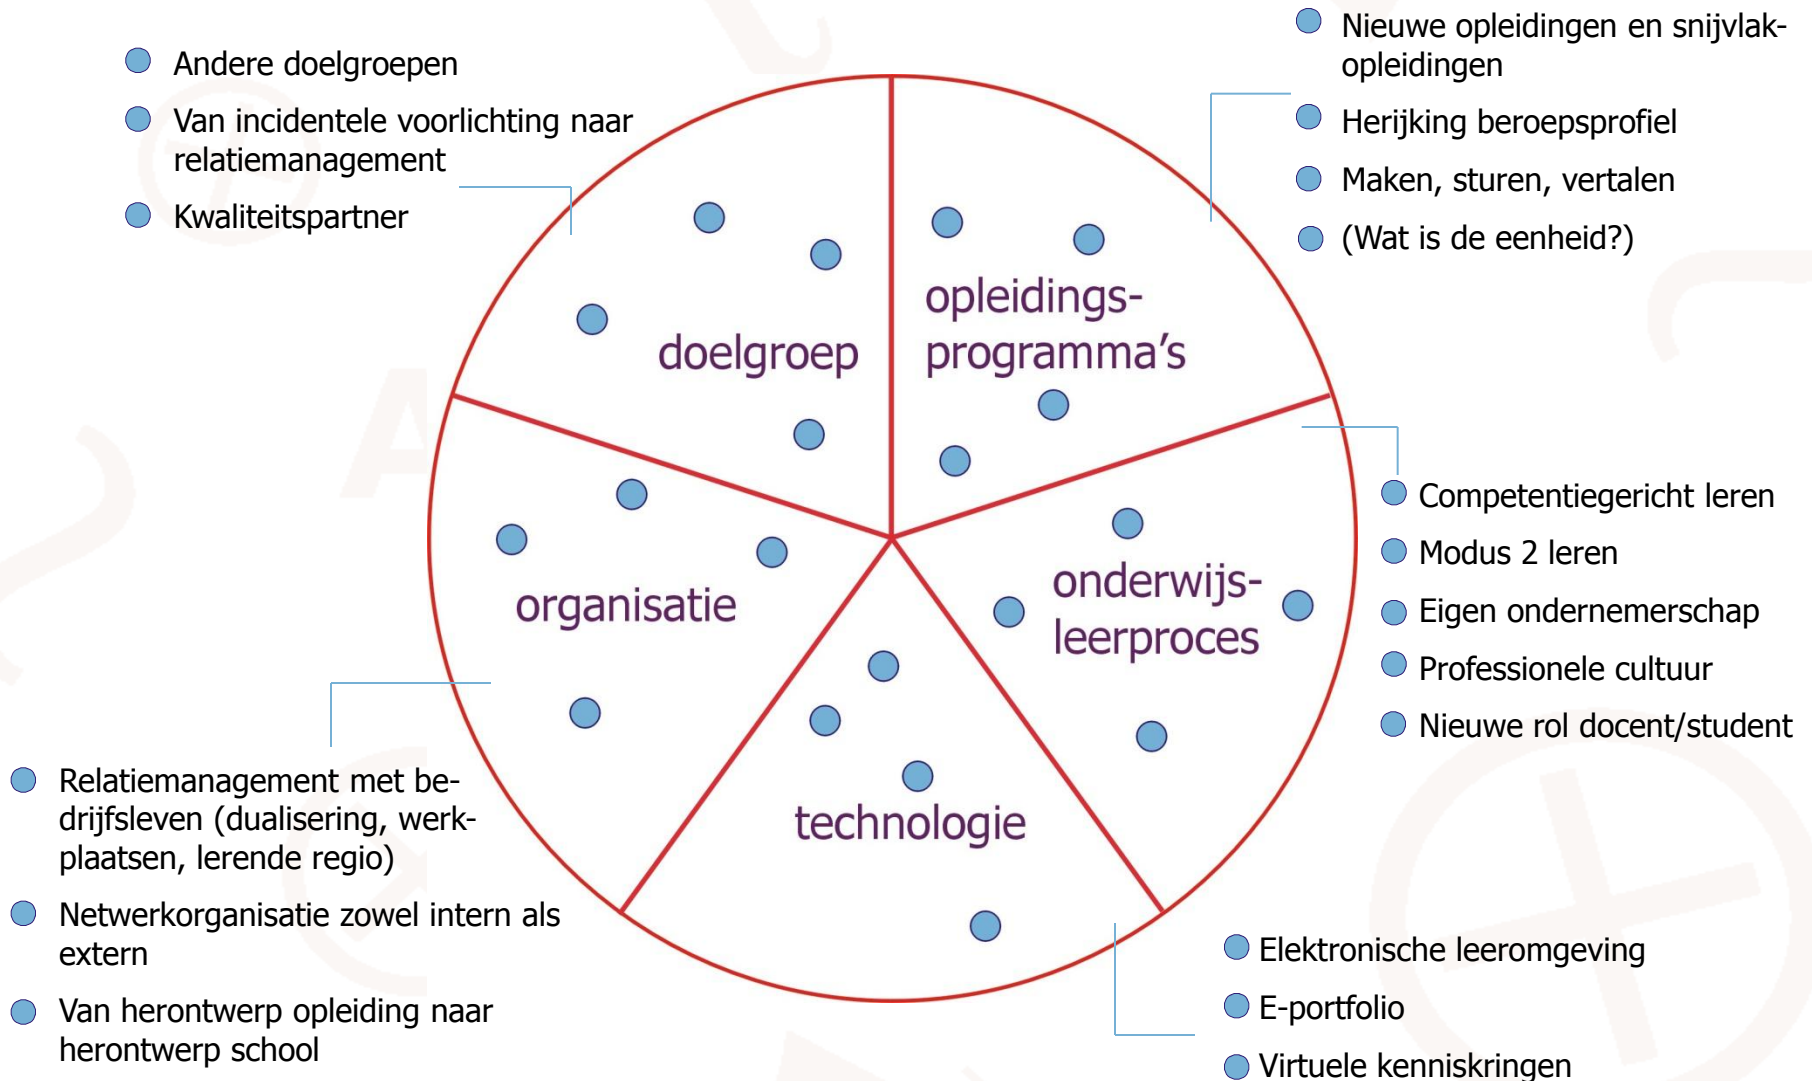 Andere doelgroepen
Van incidentele voorlichting naar
relatiemanagement
Kwaliteitspartner
Nieuwe opleidingen en snijvlak-
opleidingen
Herijking beroepsprofiel
Maken, sturen, vertalen
(Wat is de eenheid?)
doelgroep
opleidings-
programma's
organisatie
onderwijs-
leerproces
technologie
Competentiegericht leren
Modus 2 leren
Eigen ondernemerschap
Professionele cultuur
Nieuwe rol docent/student
Relatiemanagement met be-
drijfsleven (dualisering, werk-
plaatsen, lerende regio)
Netwerkorganisatie zowel intern als
extern
Van herontwerp opleiding naar
herontwerp school
Elektronische leeromgeving
E-portfolio
Virtuele kenniskringen